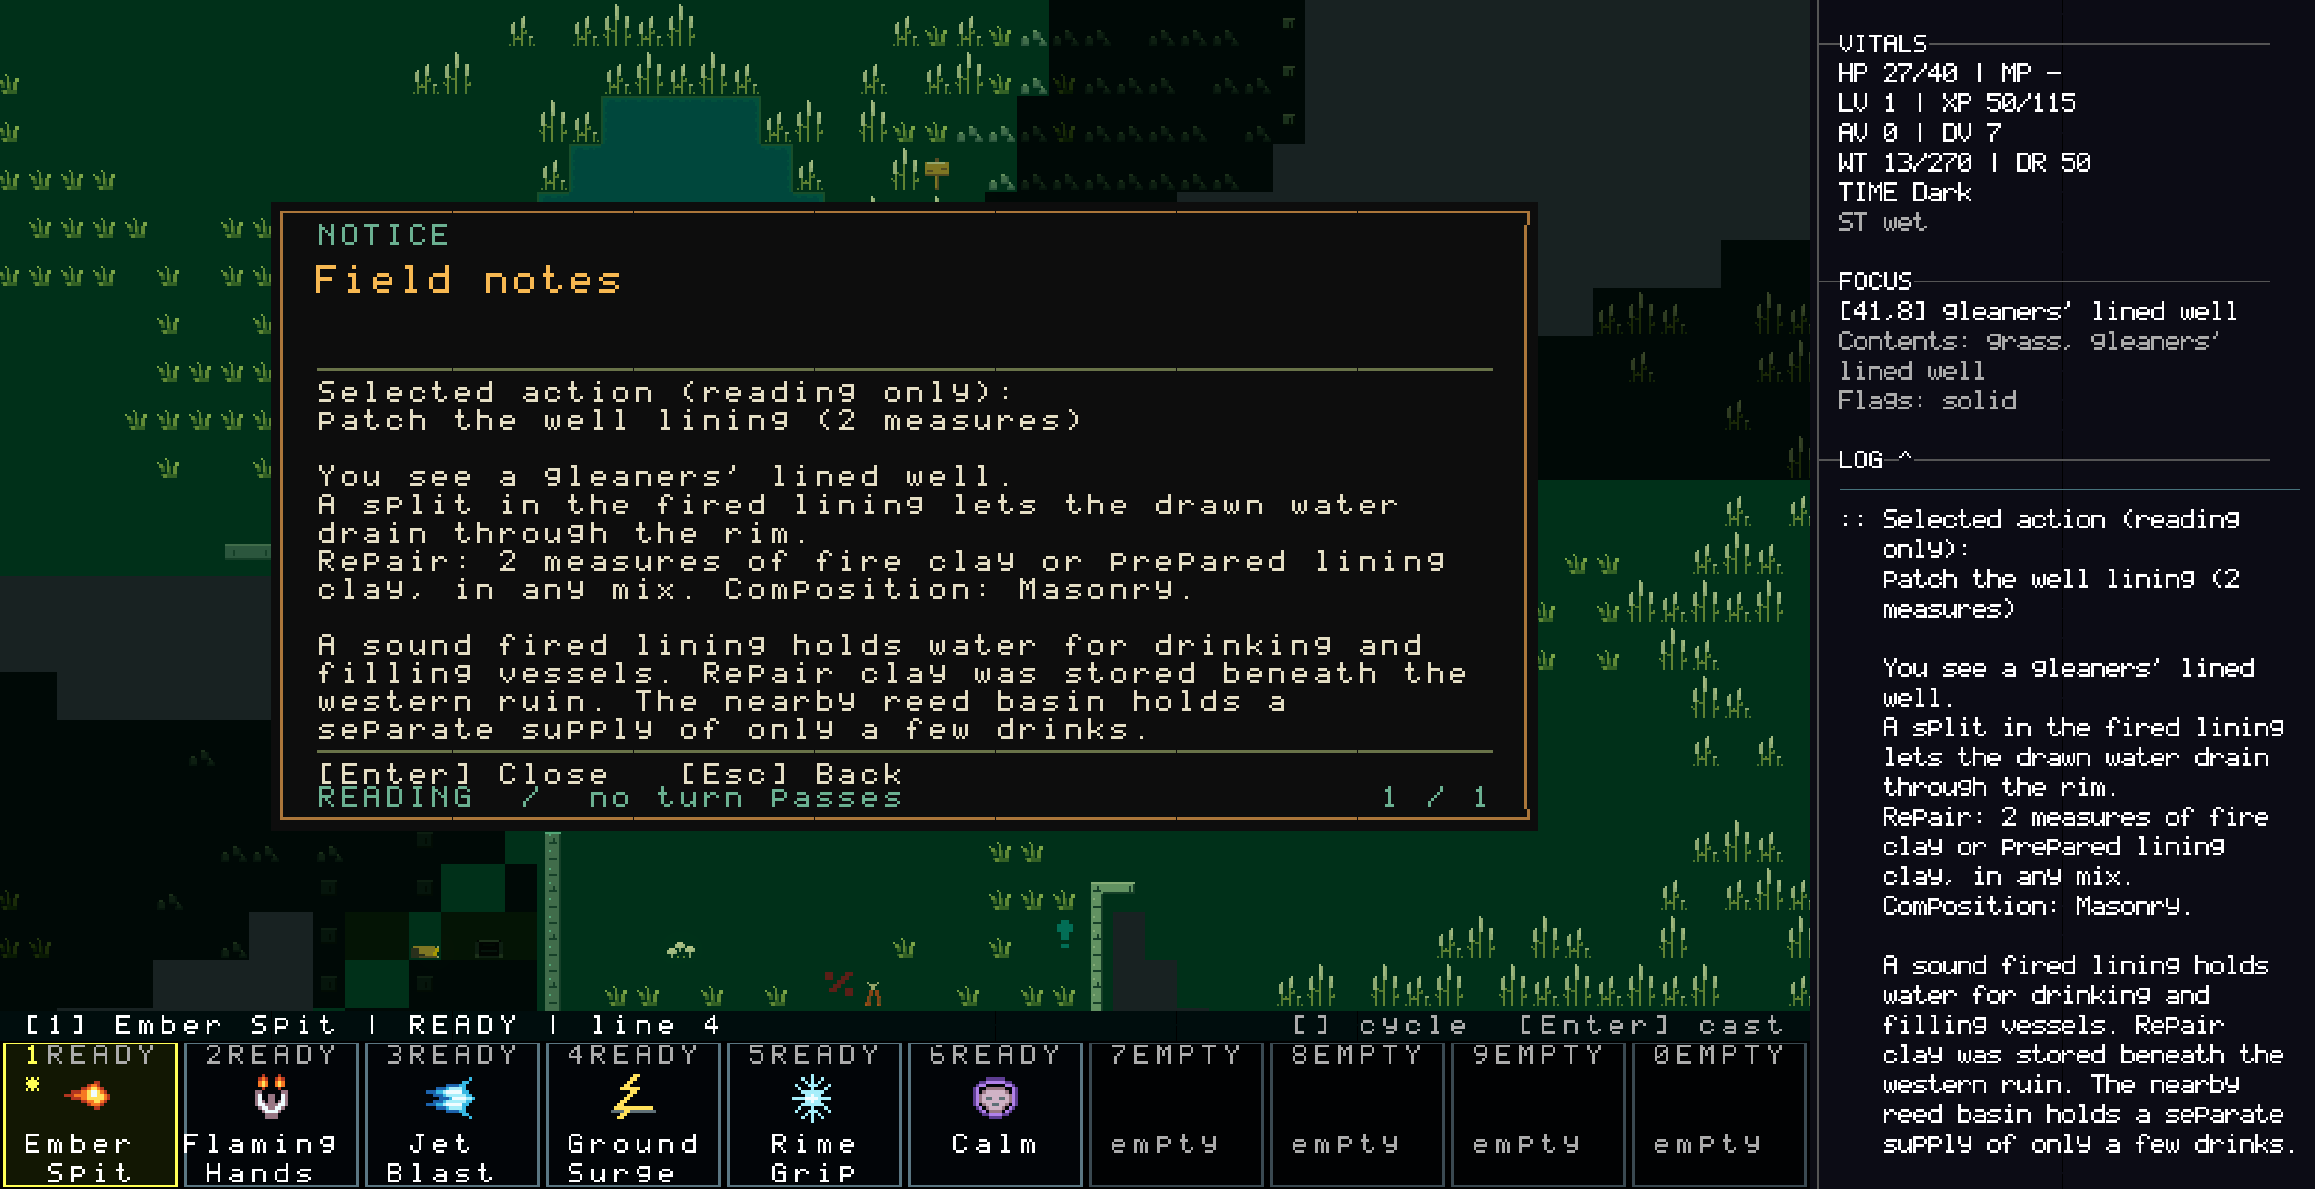 VITALS
HP 27/40 | MP -
LV 1 | XP 50/115
AV 0 | DV 7
WT 13/270 | DR 50
TIME Dark
ST wet
FOCUS
[41,8] gleaners' lined well
Contents: grass, gleaners'
lined well
Flags: solid
LOG ^
:: Selected action (reading
only):
Patch the well lining (2
measures)
You see a gleaners' lined
well.
A split in the fired lining
lets the drawn water drain
through the rim.
Repair: 2 measures of fire
clay or prepared lining
clay, in any mix.
Composition: Masonry.
A sound fired lining holds
water for drinking and
filling vessels. Repair
clay was stored beneath the
western ruin. The nearby
reed basin holds a separate
supply of only a few drinks.
NOTICE
Field notes
Selected action (reading only):
Patch the well lining (2 measures)
You see a gleaners' lined well.
A split in the fired lining lets the drawn water
drain through the rim.
Repair: 2 measures of fire clay or prepared lining
clay, in any mix. Composition: Masonry.
A sound fired lining holds water for drinking and
filling vessels. Repair clay was stored beneath the
western ruin. The nearby reed basin holds a
separate supply of only a few drinks.
[Enter] Close [Esc] Back
READING / no turn passes 1 / 1
[1] Ember Spit | READY | line 4 [] cycle [Enter] cast
1READY 2READY 3READY 4READY 5READY 6READY 7EMPTY 8EMPTY 9EMPTY 0EMPTY
Ember Flaming Jet Ground Rime Calm empty empty empty empty
Spit Hands Blast Surge Grip